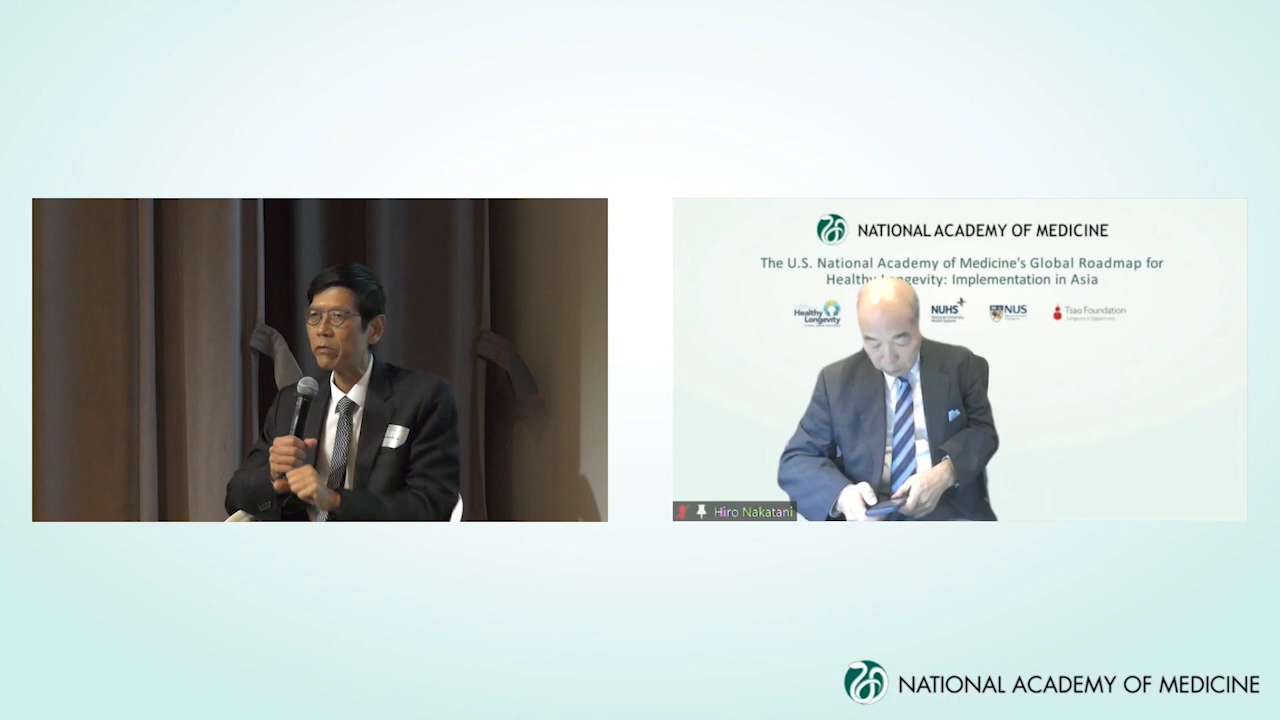 NATIONAL ACADEMY OF MEDICINE
The U.S. National Academy of Medicine's Global Roadmap for
Healthy Longevity: Implementation in Asia
Healthy
Longevity
NUHS
NUS
Tsao Foundation
Hiro Nakatani
NATIONAL ACADEMY OF MEDICINE